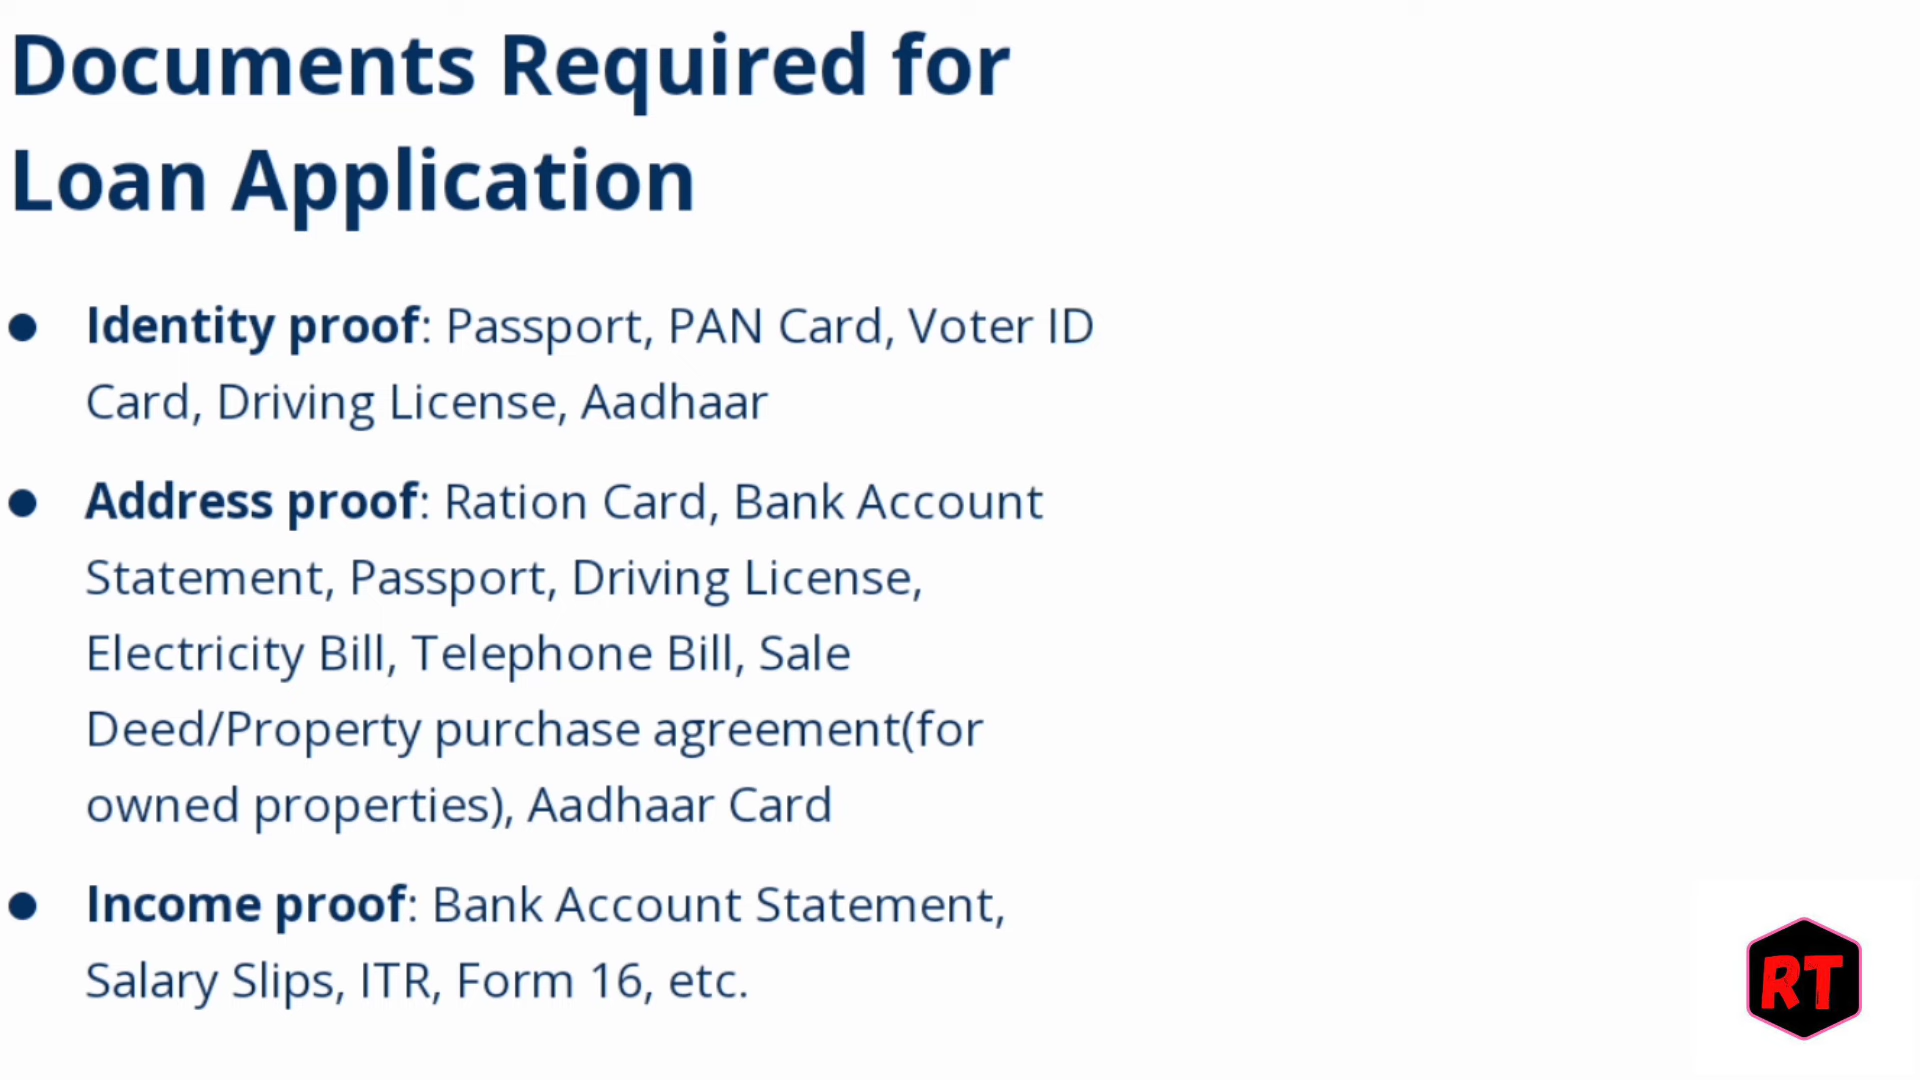 Documents Required for
Loan Application
● Identity proof: Passport, PAN Card, Voter ID
Card, Driving License, Aadhaar
● Address proof: Ration Card, Bank Account
Statement, Passport, Driving License,
Electricity Bill, Telephone Bill, Sale
Deed/Property purchase agreement(for
owned properties), Aadhaar Card
● Income proof: Bank Account Statement,
Salary Slips, ITR, Form 16, etc.
RT